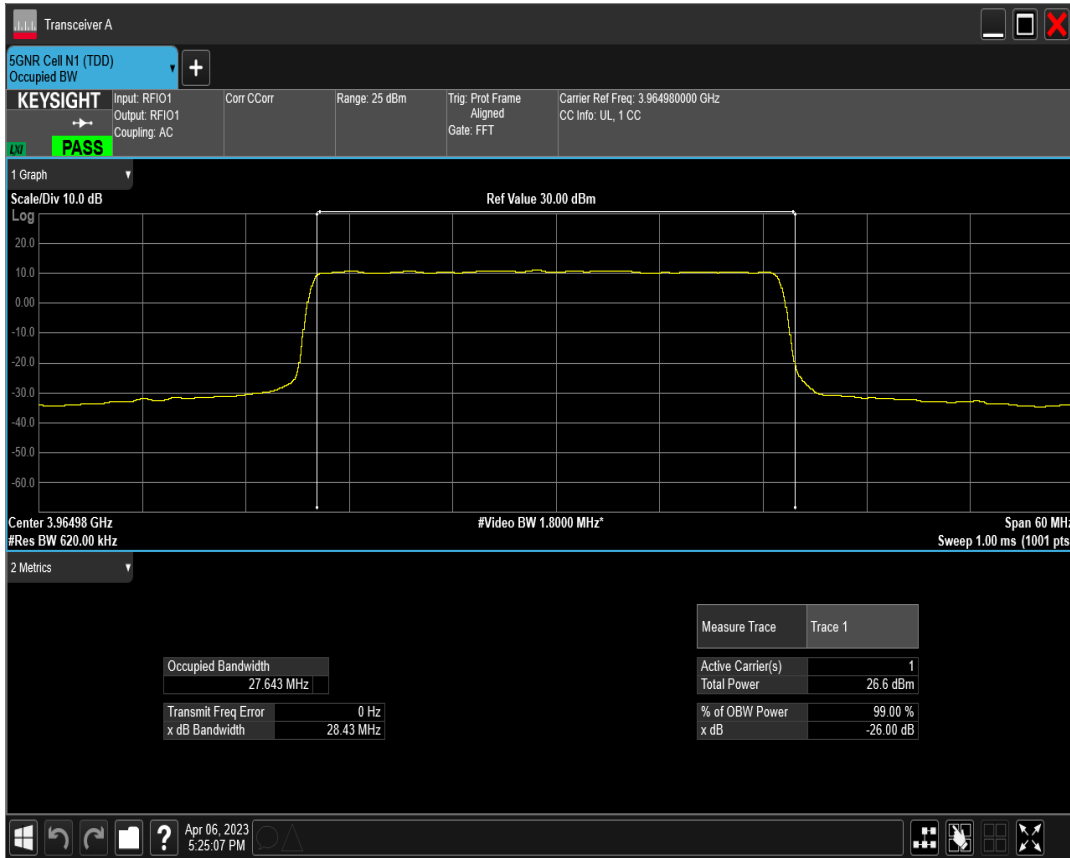 Transceiver A
5GNR Cell N1 (TDD)
Occupied BW
+
KEYSIGHT
LXI
PASS
Input: RFIO1
Output: RFIO1
Coupling: AC
Corr CCorr
Range: 25 dBm
Trig: Prot Frame
Aligned
Gate: FFT
Carrier Ref Freq: 3.964980000 GHz
CC Info: UL, 1 CC
1 Graph
Scale/Div 10.0 dB
Ref Value 30.00 dBm
Log
20.0
10.0
0.00
-10.0
-20.0
-30.0
-40.0
-50.0
-60.0
Center 3.96498 GHz
#Video BW 1.8000 MHz*
Span 60 MHz
#Res BW 620.00 kHz
Sweep 1.00 ms (1001 pts
2 Metrics
Measure Trace Trace 1
Occupied Bandwidth
27.643 MHz
Active Carrier(s) 1
Total Power 26.6 dBm
Transmit Freq Error 0 Hz
x dB Bandwidth 28.43 MHz
% of OBW Power 99.00 %
x dB -26.00 dB
?
Apr 06, 2023
5:25:07 PM